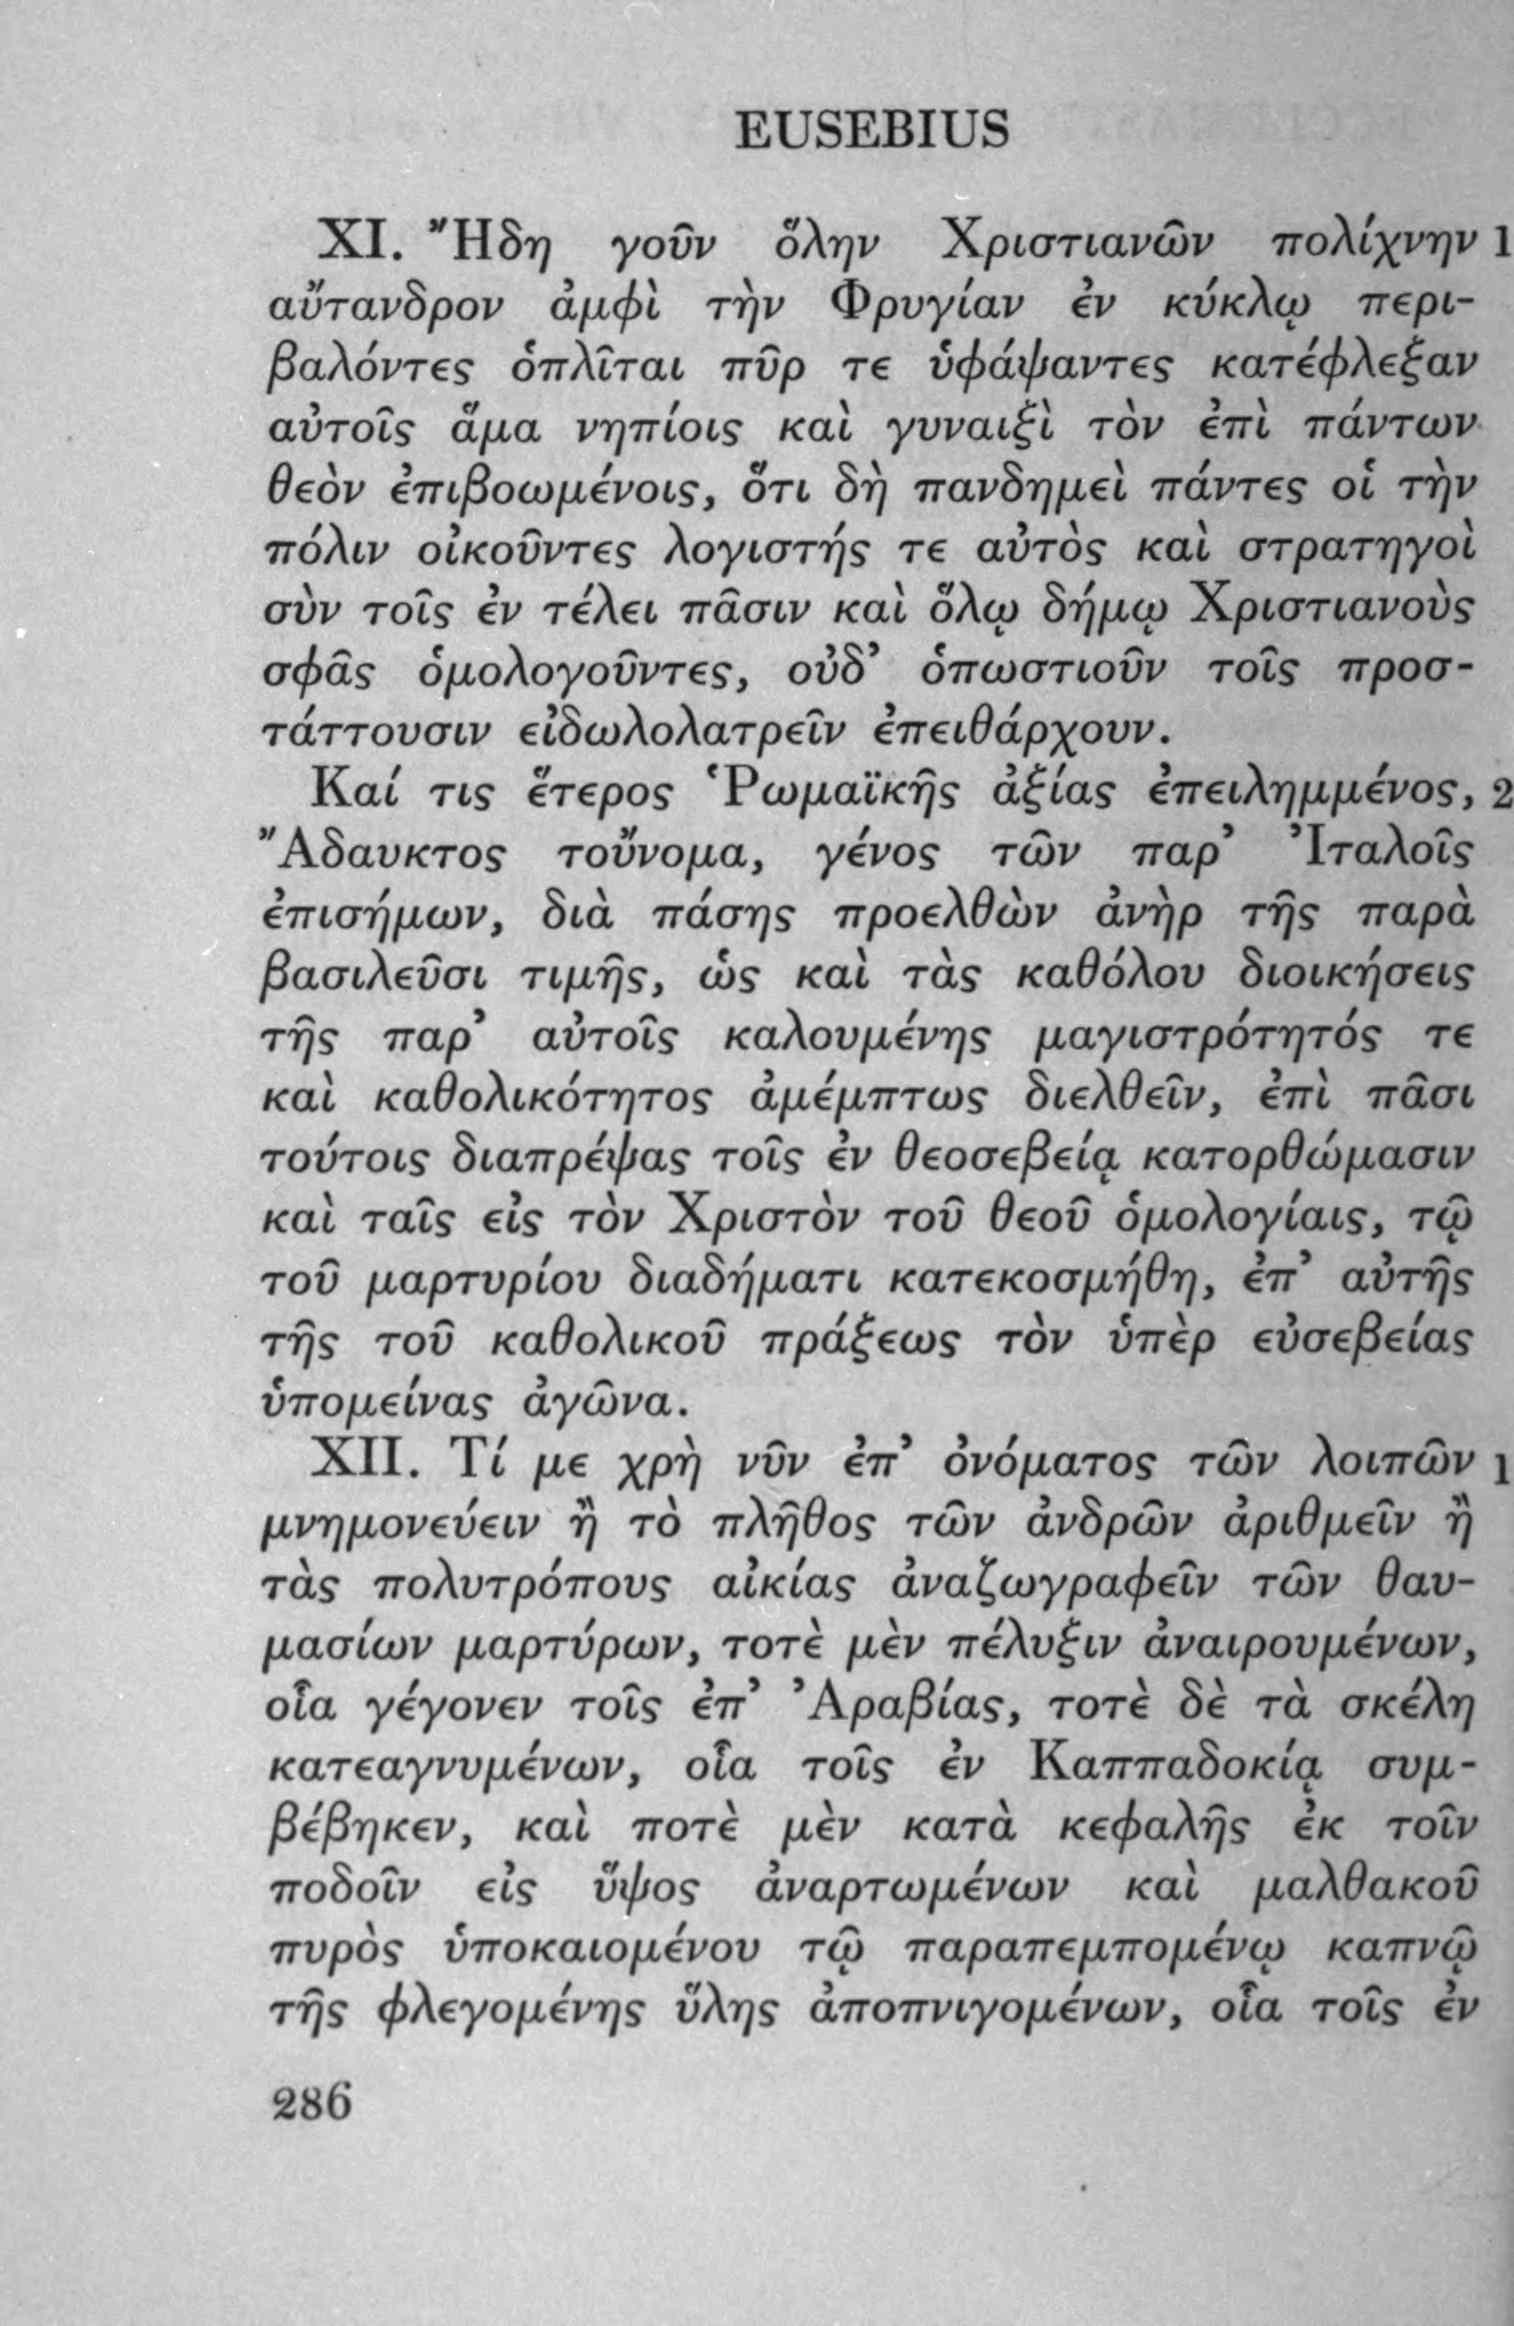 EUSEBIUS
XI. Ἤδη γοῦν ὅλην Χριστιανῶν πολίχνην 1
αὔτανδρον ἀμφὶ τὴν Φρυγίαν ἐν κύκλῳ περι-
βαλόντες ὁπλῖται πῦρ τε ὑφάψαντες κατέφλεξαν
αὐτοῖς ἅμα νηπίοις καὶ γυναιξὶ τὸν ἐπὶ πάντων
θεὸν ἐπιβοωμένοις, ὅτι δὴ πανδημεὶ πάντες οἱ τὴν
πόλιν οἰκοῦντες λογιστής τε αὐτὸς καὶ στρατηγοὶ
σὺν τοῖς ἐν τέλει πᾶσιν καὶ ὅλῳ δήμῳ Χριστιανοὺς
σφᾶς ὁμολογοῦντες, οὐδ’ ὁπωστιοῦν τοῖς προσ-
τάττουσιν εἰδωλολατρεῖν ἐπειθάρχουν.
Καί τις ἕτερος Ῥωμαϊκῆς ἀξίας ἐπειλημμένος, 2
Ἄδαυκτος τοὔνομα, γένος τῶν παρ’ Ἰταλοῖς
ἐπισήμων, διὰ πάσης προελθὼν ἀνὴρ τῆς παρὰ
βασιλεῦσι τιμῆς, ὡς καὶ τὰς καθόλου διοικήσεις
τῆς παρ’ αὐτοῖς καλουμένης μαγιστρότητός τε
καὶ καθολικότητος ἀμέμπτως διελθεῖν, ἐπὶ πᾶσι
τούτοις διαπρέψας τοῖς ἐν θεοσεβείᾳ κατορθώμασιν
καὶ ταῖς εἰς τὸν Χριστὸν τοῦ θεοῦ ὁμολογίαις, τῷ
τοῦ μαρτυρίου διαδήματι κατεκοσμήθη, ἐπ’ αὐτῆς
τῆς τοῦ καθολικοῦ πράξεως τὸν ὑπὲρ εὐσεβείας
ὑπομείνας ἀγῶνα.
XII. Τί με χρὴ νῦν ἐπ’ ὀνόματος τῶν λοιπῶν 1
μνημονεύειν ἢ τὸ πλῆθος τῶν ἀνδρῶν ἀριθμεῖν ἢ
τὰς πολυτρόπους αἰκίας ἀναζωγραφεῖν τῶν θαυ-
μασίων μαρτύρων, τοτὲ μὲν πέλυξιν ἀναιρουμένων,
οἷα γέγονεν τοῖς ἐπ’ Ἀραβίας, τοτὲ δὲ τὰ σκέλη
κατεαγνυμένων, οἷα τοῖς ἐν Καππαδοκίᾳ συμ-
βέβηκεν, καὶ ποτὲ μὲν κατὰ κεφαλῆς ἐκ τοῖν
ποδοῖν εἰς ὕψος ἀναρτωμένων καὶ μαλθακοῦ
πυρὸς ὑποκαιομένου τῷ παραπεμπομένῳ καπνῷ
τῆς φλεγομένης ὕλης ἀποπνιγομένων, οἷα τοῖς ἐν
286